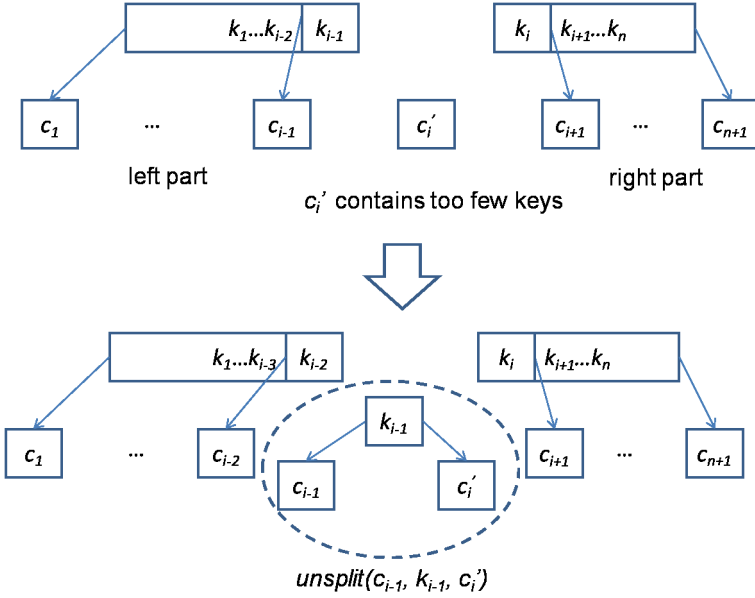 k₁...kᵢ₋₂ kᵢ₋₁ kᵢ kᵢ₊₁...kₙ
c₁ ... cᵢ₋₁ cᵢ′ cᵢ₊₁ ... cₙ₊₁
left part right part
cᵢ’ contains too few keys
k₁...kᵢ₋₃ kᵢ₋₂ kᵢ kᵢ₊₁...kₙ
kᵢ₋₁
c₁ ... cᵢ₋₂ cᵢ₊₁ ... cₙ₊₁
cᵢ₋₁ cᵢ′
unsplit(cᵢ₋₁, kᵢ₋₁, cᵢ’)